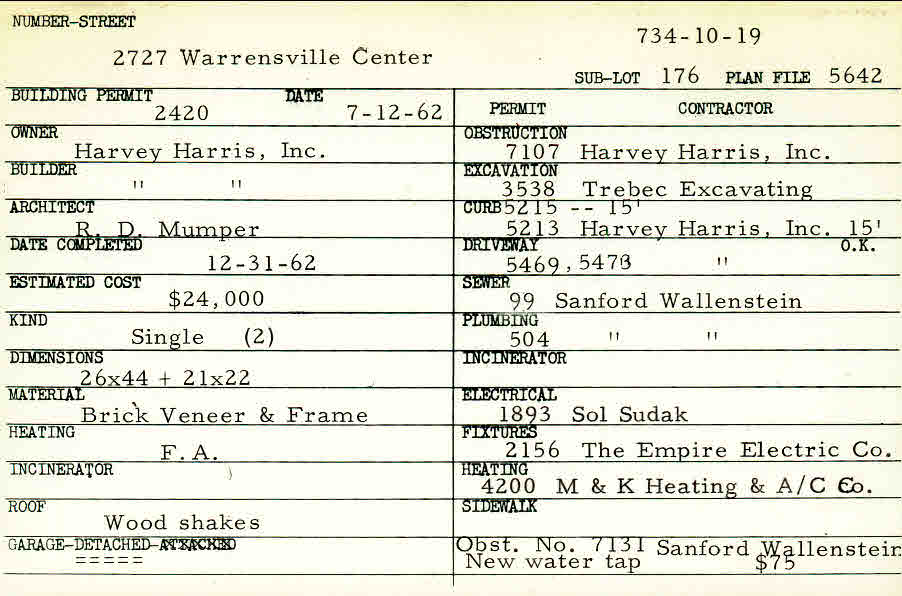 NUMBER-STREET
734-10-19
2727 Warrensville Center
SUB-LOT 176 PLAN FILE 5642
BUILDING PERMIT DATE
2420 7-12-62
OWNER
Harvey Harris, Inc.
BUILDER
" "
ARCHITECT
R. D. Mumper
DATE COMPLETED
12-31-62
ESTIMATED COST
$24,000
KIND
Single (2)
DIMENSIONS
26x44 + 21x22
MATERIAL
Brick Veneer & Frame
HEATING
F.A.
INCINERATOR
ROOF
Wood shakes
GARAGE-DETACHED-ATTACHED
=====
PERMIT CONTRACTOR
OBSTRUCTION
7107 Harvey Harris, Inc.
EXCAVATION
3538 Trebec Excavating
CURB 5215 -- 15'
5213 Harvey Harris, Inc. 15'
DRIVEWAY O.K.
5469, 5473 "
SEWER
99 Sanford Wallenstein
PLUMBING
504 " "
INCINERATOR
ELECTRICAL
1893 Sol Sudak
FIXTURES
2156 The Empire Electric Co.
HEATING
4200 M & K Heating & A/C Co.
SIDEWALK
Obst. No. 7131 Sanford Wallenstein
New water tap $75